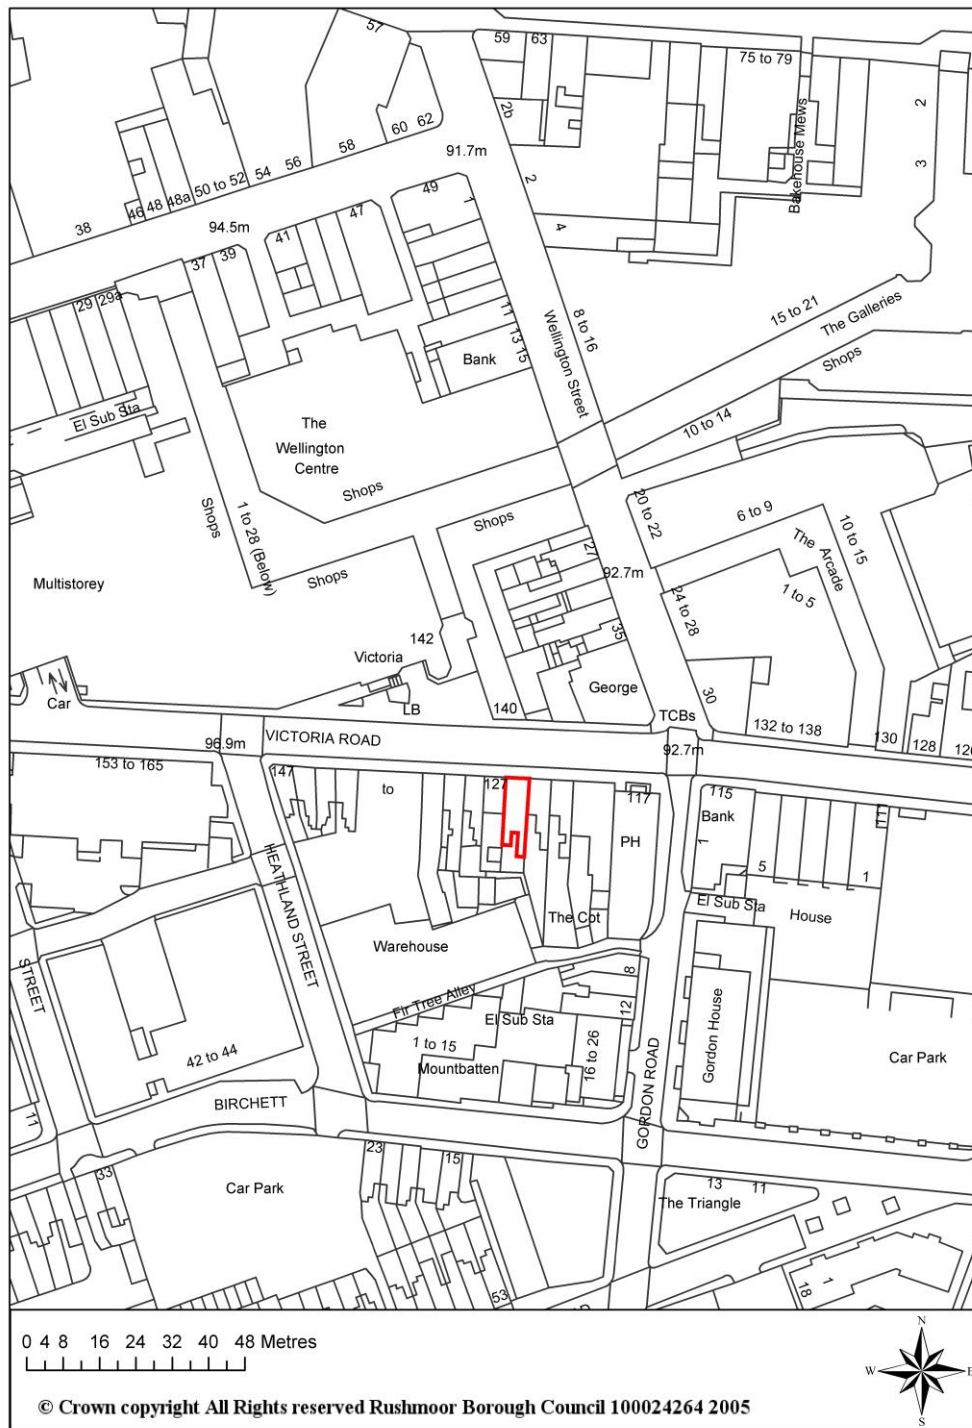 57
59
63
75 to 79
2b
Bakehouse Mews
2
3
60
62
58
56
54
50 to 52
48a
48
46
38
91.7m
94.5m
2
4
49
1
47
41
39
37
29
29a
11
13
15
Bank
Wellington Street
8 to 16
15 to 21
The Galleries
Shops
10 to 14
El Sub Sta
The
Wellington
Centre
Shops
Shops
1 to 28 (Below)
Shops
Shops
Multistorey
20 to 22
6 to 9
10 to 15
The Arcade
1 to 5
27
92.7m
24 to 28
35
142
Victoria
LB
George
140
30
TCBs
132 to 138
130
128
126
Car
VICTORIA ROAD
96.9m
92.7m
153 to 165
147
to
127
117
115
Bank
1
111
PH
5
1
El Sub Sta
House
HEATHLAND STREET
The Cot
Warehouse
Fir Tree Alley
8
12
El Sub Sta
1 to 15
Mountbatten
16 to 26
Gordon House
GORDON ROAD
Car Park
STREET
42 to 44
11
BIRCHETT
33
23
15
Car Park
13
11
The Triangle
53
18
1
0 4 8 16 24 32 40 48 Metres
N
W
E
S
© Crown copyright All Rights reserved Rushmoor Borough Council 100024264 2005